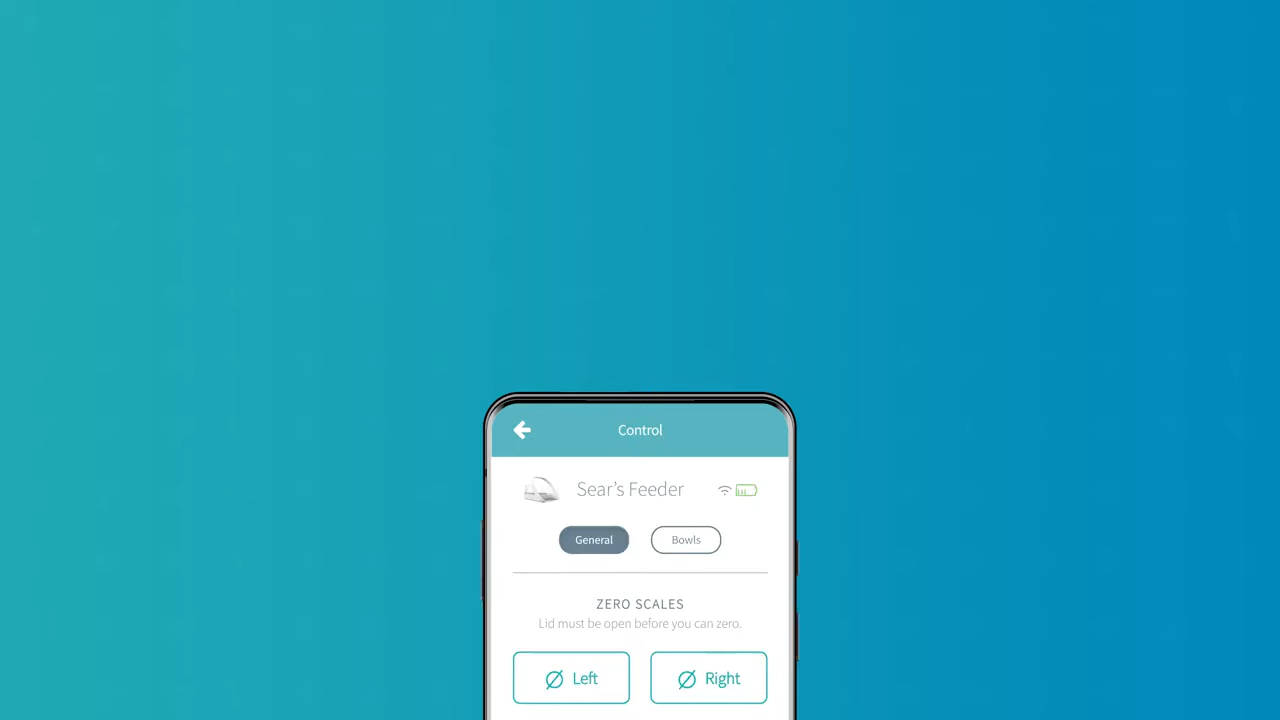 Control
Sear's Feeder
General
Bowls
ZERO SCALES
Lid must be open before you can zero.
Left
Right